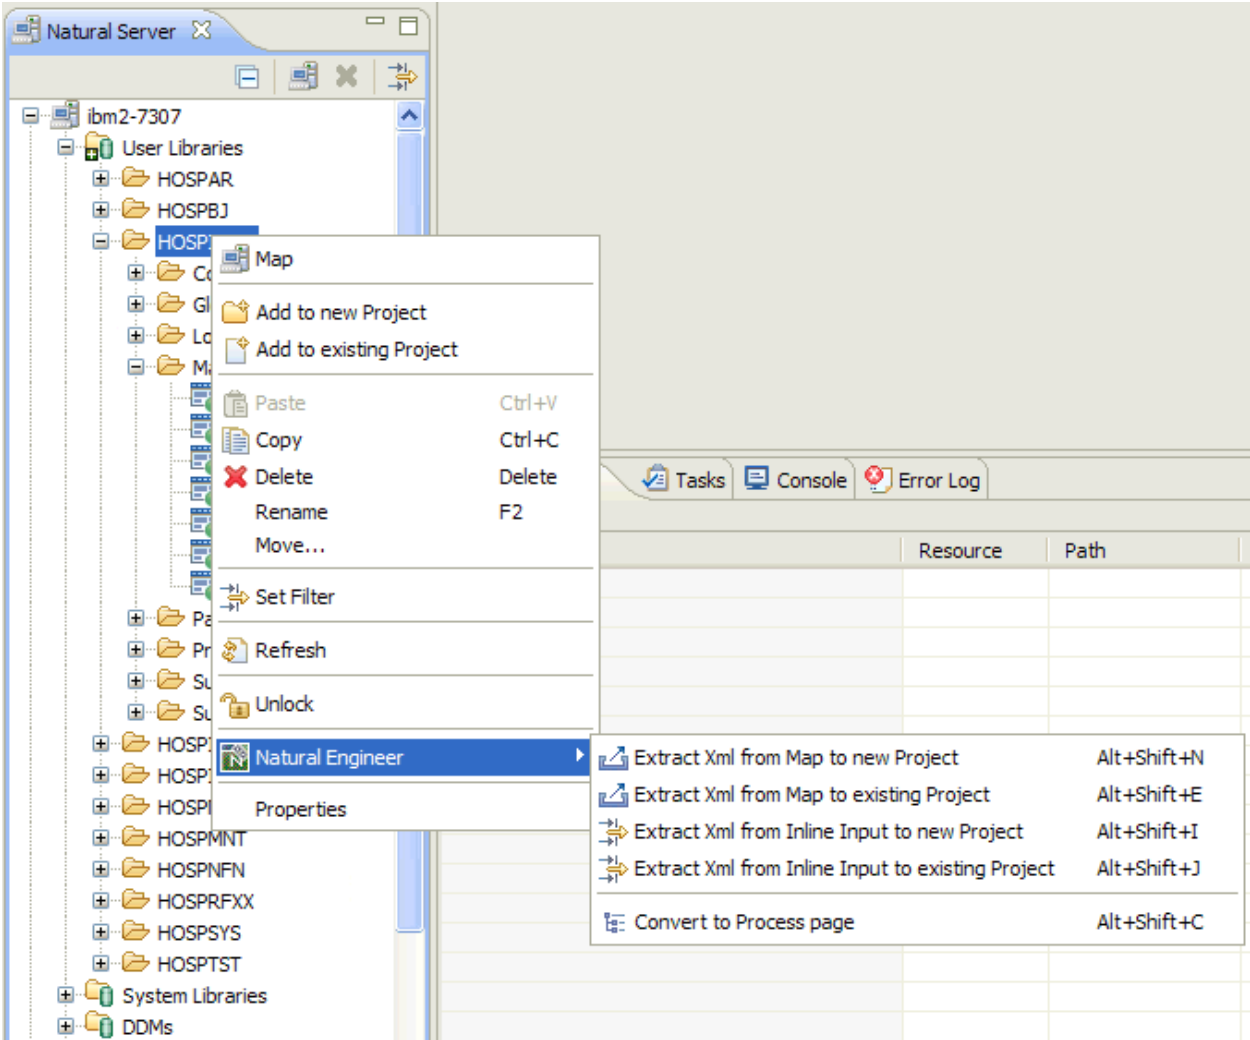 Natural Server
ibm2-7307
User Libraries
HOSPAR
HOSPBJ
Map
Add to new Project
Add to existing Project
Paste Ctrl+V
Copy Ctrl+C
Delete Delete
Rename F2
Move...
Set Filter
Refresh
Unlock
Natural Engineer
Properties
Extract Xml from Map to new Project Alt+Shift+N
Extract Xml from Map to existing Project Alt+Shift+E
Extract Xml from Inline Input to new Project Alt+Shift+I
Extract Xml from Inline Input to existing Project Alt+Shift+J
Convert to Process page Alt+Shift+C
Tasks Console Error Log
Resource Path
HOSPMNT
HOSPNFN
HOSPRFXX
HOSPSYS
HOSPTST
System Libraries
DDMs